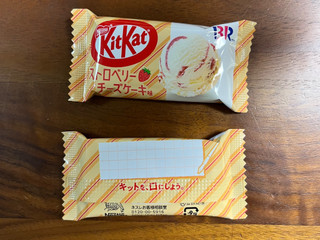 Nestlé
KitKat
BR
ストロベリー
チーズケーキ味
キットを、口にしよう。
ネスレお客様相談室
0120-00-5916